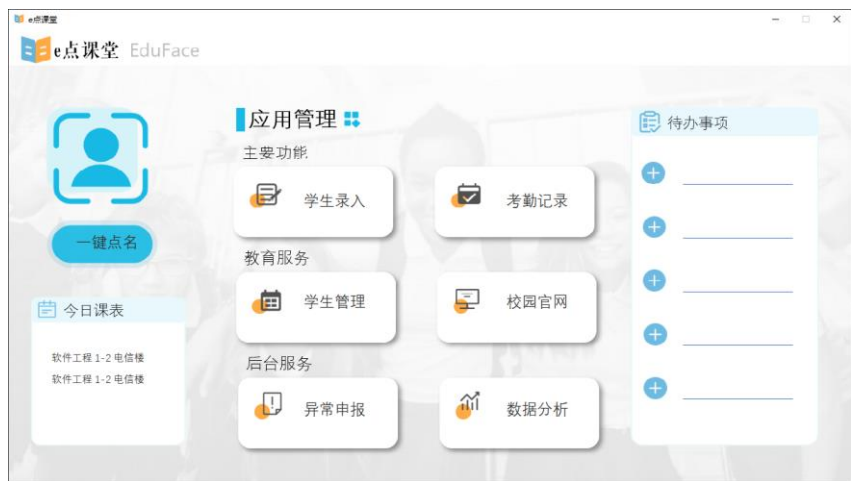 e点课堂
e点课堂 EduFace
一键点名
今日课表
软件工程 1-2 电信楼
软件工程 1-2 电信楼
应用管理
主要功能
学生录入
考勤记录
教育服务
学生管理
校园官网
后台服务
异常申报
数据分析
待办事项